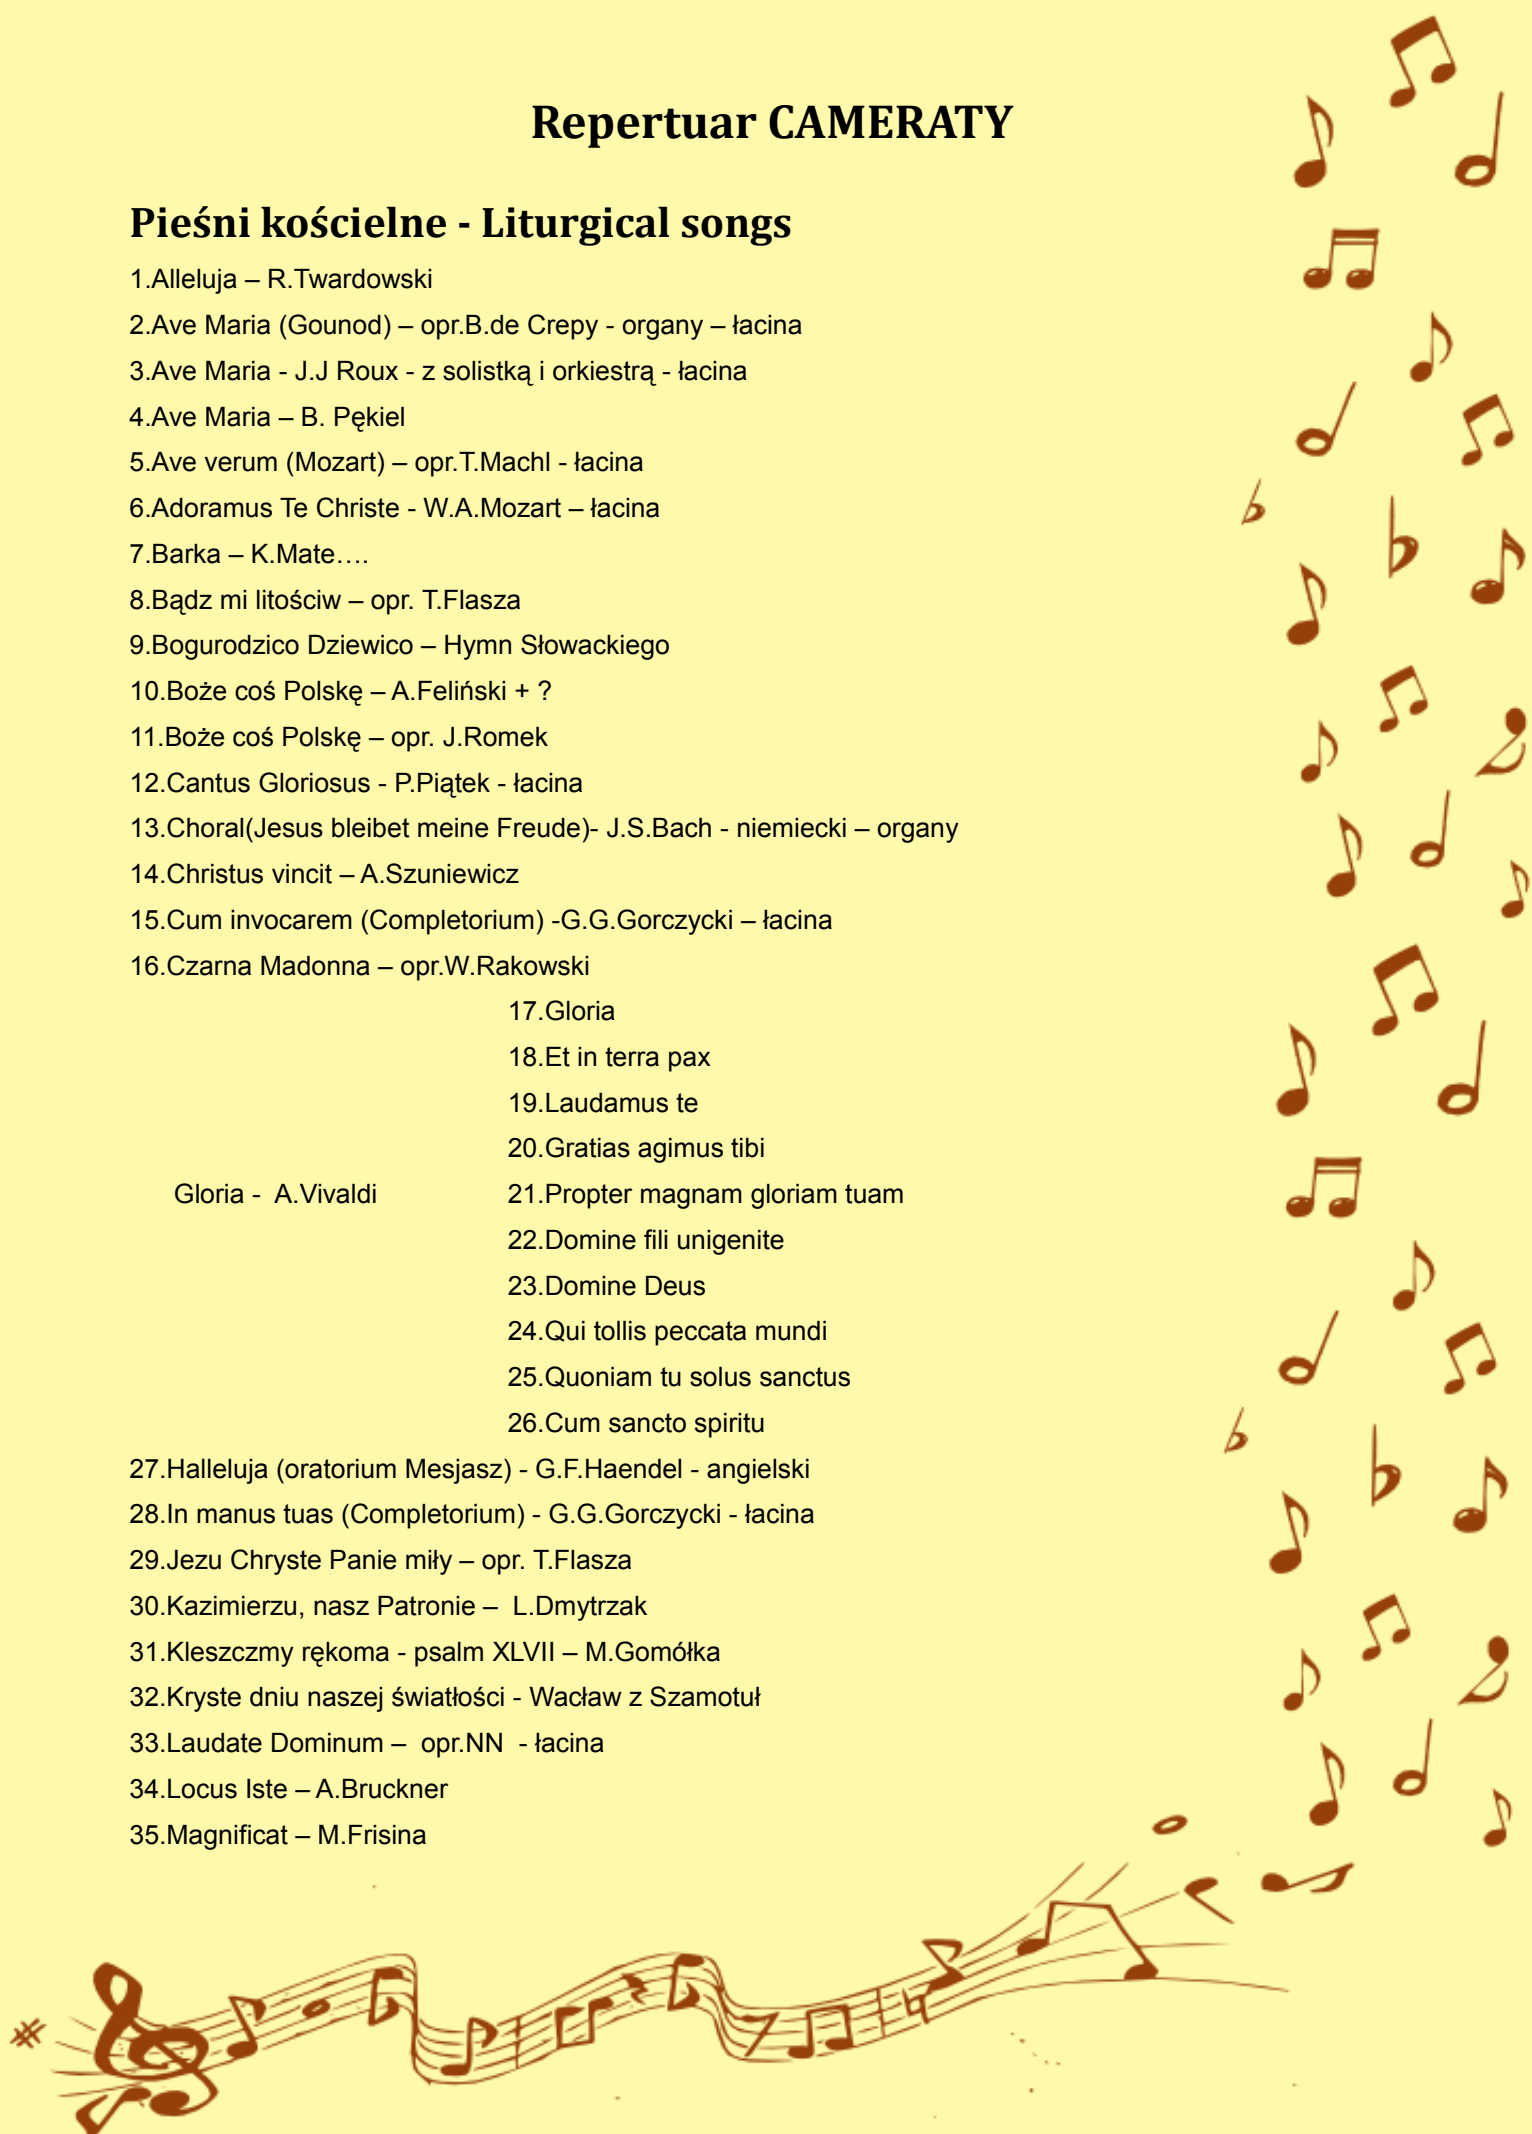 Repertuar CAMERATY
Pieśni kościelne - Liturgical songs
1.Alleluja – R.Twardowski
2.Ave Maria (Gounod) – opr.B.de Crepy - organy – łacina
3.Ave Maria - J.J Roux - z solistką i orkiestrą - łacina
4.Ave Maria – B. Pękiel
5.Ave verum (Mozart) – opr.T.Machl - łacina
6.Adoramus Te Christe - W.A.Mozart – łacina
7.Barka – K.Mate….
8.Bądz mi litościw – opr. T.Flasza
9.Bogurodzico Dziewico – Hymn Słowackiego
10.Boże coś Polskę – A.Feliński + ?
11.Boże coś Polskę – opr. J.Romek
12.Cantus Gloriosus - P.Piątek - łacina
13.Choral(Jesus bleibet meine Freude)- J.S.Bach - niemiecki – organy
14.Christus vincit – A.Szuniewicz
15.Cum invocarem (Completorium) -G.G.Gorczycki – łacina
16.Czarna Madonna – opr.W.Rakowski
17.Gloria
18.Et in terra pax
19.Laudamus te
20.Gratias agimus tibi
Gloria -  A.Vivaldi 21.Propter magnam gloriam tuam
22.Domine fili unigenite
23.Domine Deus
24.Qui tollis peccata mundi
25.Quoniam tu solus sanctus
26.Cum sancto spiritu
27.Halleluja (oratorium Mesjasz) - G.F.Haendel - angielski
28.In manus tuas (Completorium) - G.G.Gorczycki - łacina
29.Jezu Chryste Panie miły – opr. T.Flasza
30.Kazimierzu, nasz Patronie –  L.Dmytrzak
31.Kleszczmy rękoma - psalm XLVII – M.Gomółka
32.Kryste dniu naszej światłości - Wacław z Szamotuł
33.Laudate Dominum –  opr.NN  - łacina
34.Locus Iste – A.Bruckner
35.Magnificat – M.Frisina